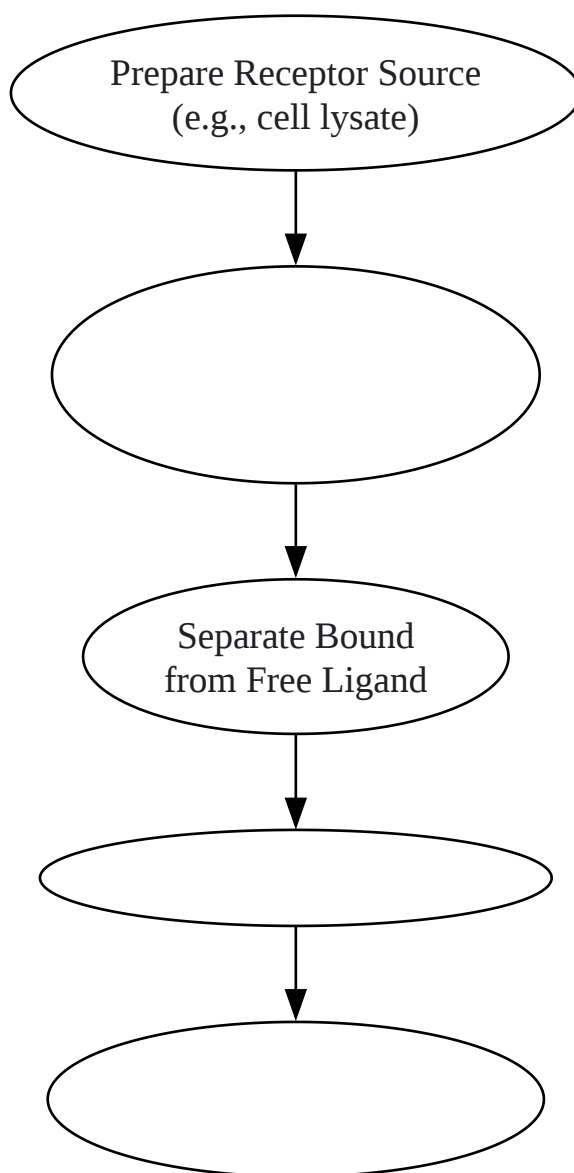 Prepare Receptor Source
(e.g., cell lysate)
Separate Bound
from Free Ligand